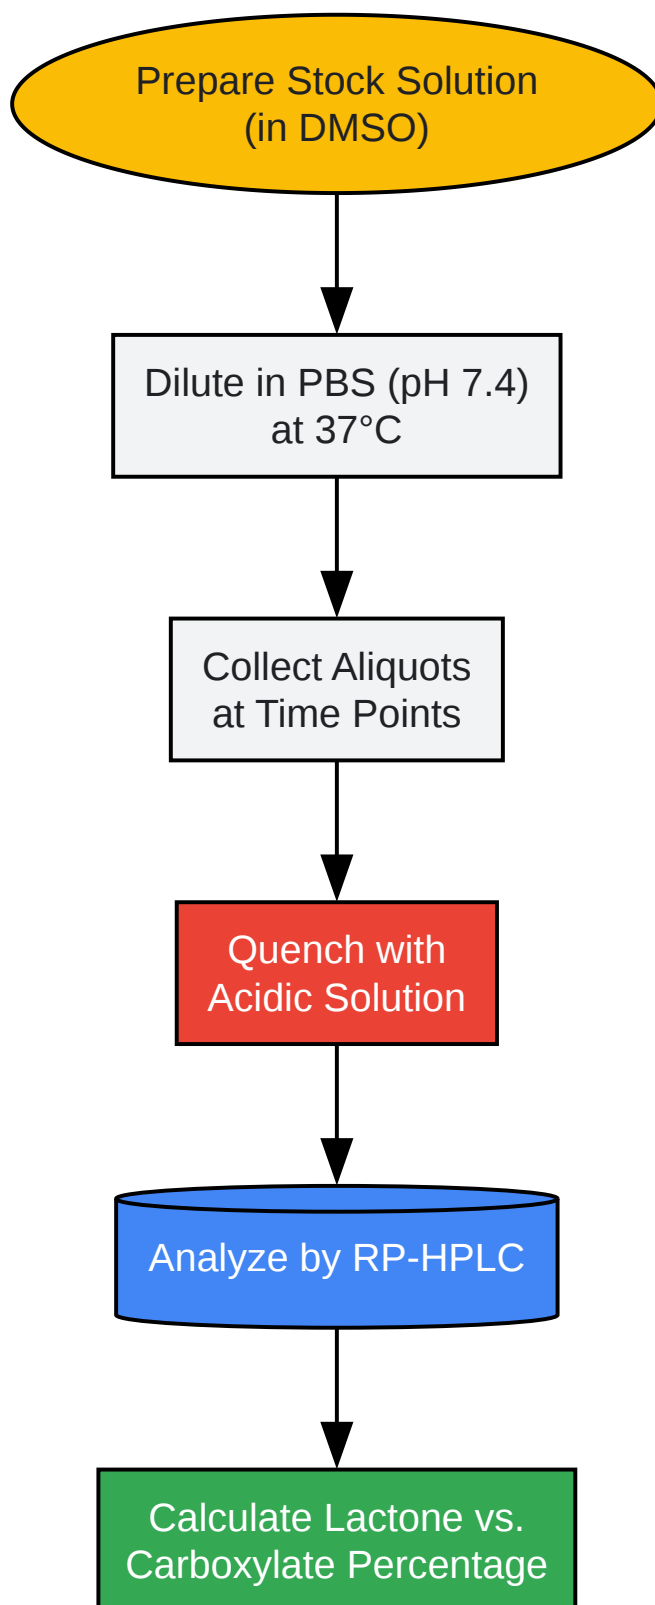 Prepare Stock Solution
(in DMSO)
Dilute in PBS (pH 7.4)
at 37°C
Collect Aliquots
at Time Points
Quench with
Acidic Solution
Analyze by RP-HPLC
Calculate Lactone vs.
Carboxylate Percentage